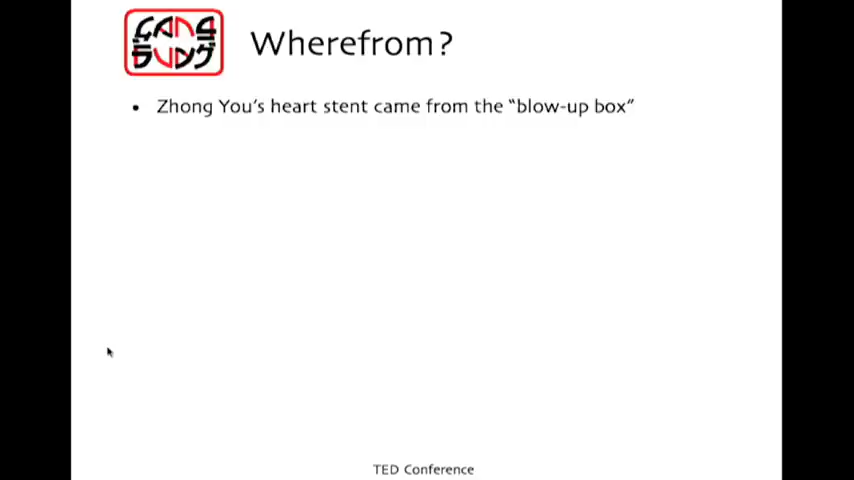 Wherefrom?
• Zhong You's heart stent came from the "blow-up box"
TED Conference